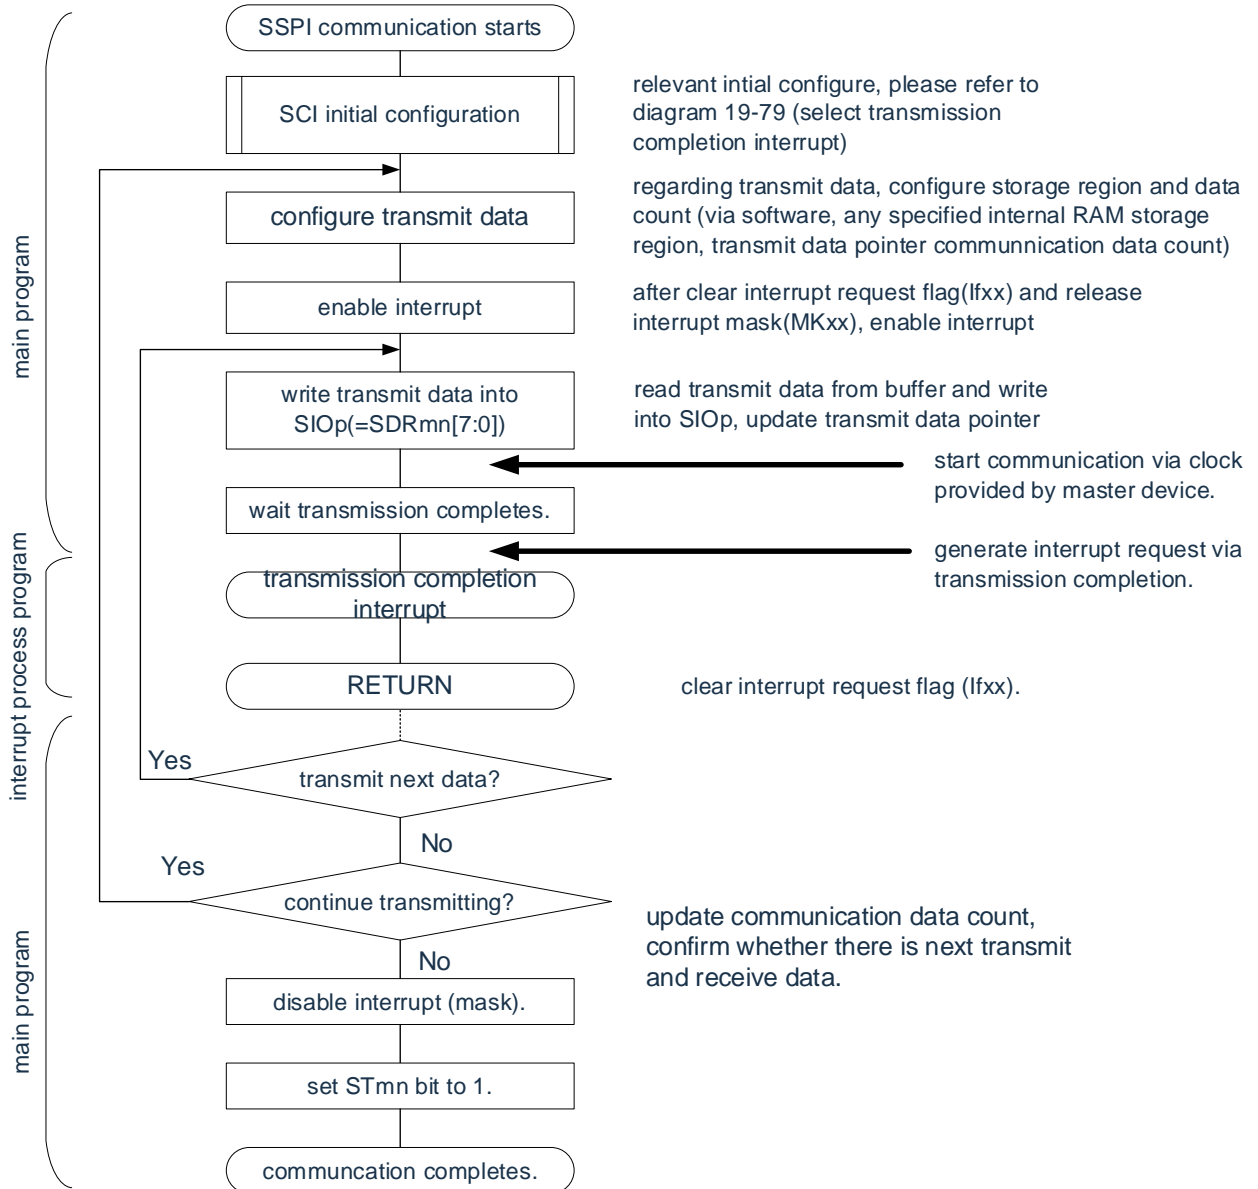 SSPI communication starts
SCI initial configuration
relevant intial configure, please refer to
diagram 19-79 (select transmission
completion interrupt)
configure transmit data
regarding transmit data, configure storage region and data
count (via software, any specified internal RAM storage
region, transmit data pointer communnication data count)
main program
enable interrupt
after clear interrupt request flag(Ifxx) and release
interrupt mask(MKxx), enable interrupt
write transmit data into
SIOp(=SDRmn[7:0])
read transmit data from buffer and write
into SIOp, update transmit data pointer
start communication via clock
provided by master device.
wait transmission completes.
generate interrupt request via
transmission completion.
transmission completion
interrupt
interrupt process program
RETURN
clear interrupt request flag (Ifxx).
Yes
transmit next data?
No
Yes
continue transmitting?
update communication data count,
confirm whether there is next transmit
and receive data.
No
main program
disable interrupt (mask).
set STmn bit to 1.
communcation completes.